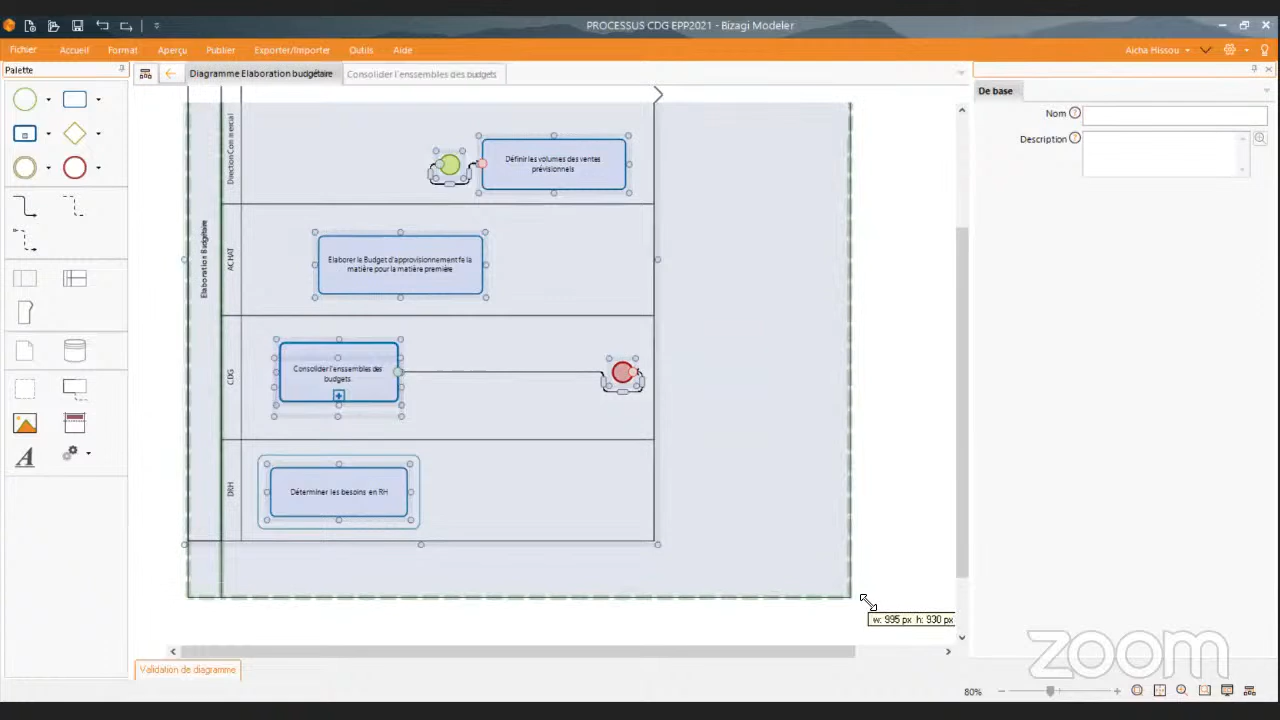 PROCESSUS CDG EPP2021 - Bizagi Modeler
Fichier Accueil Format Aperçu Publier Exporter/Importer Outils Aide
Aicha Hissou
Palette
Diagramme Elaboration budgétaire
Consolider l'enssembles des budgets
De base
Nom
Description
Elaboration Budgétaire
Direction Commercial
Définir les volumes des ventes
prévisionnels
ACHAT
Elaborer le Budget d'approvisionnement fe la
matière pour la matière première
CDG
Consolider l'enssembles des
budgets
DRH
Déterminer les besoins en RH
w: 995 px h: 930 px
Validation de diagramme
80%
zoom